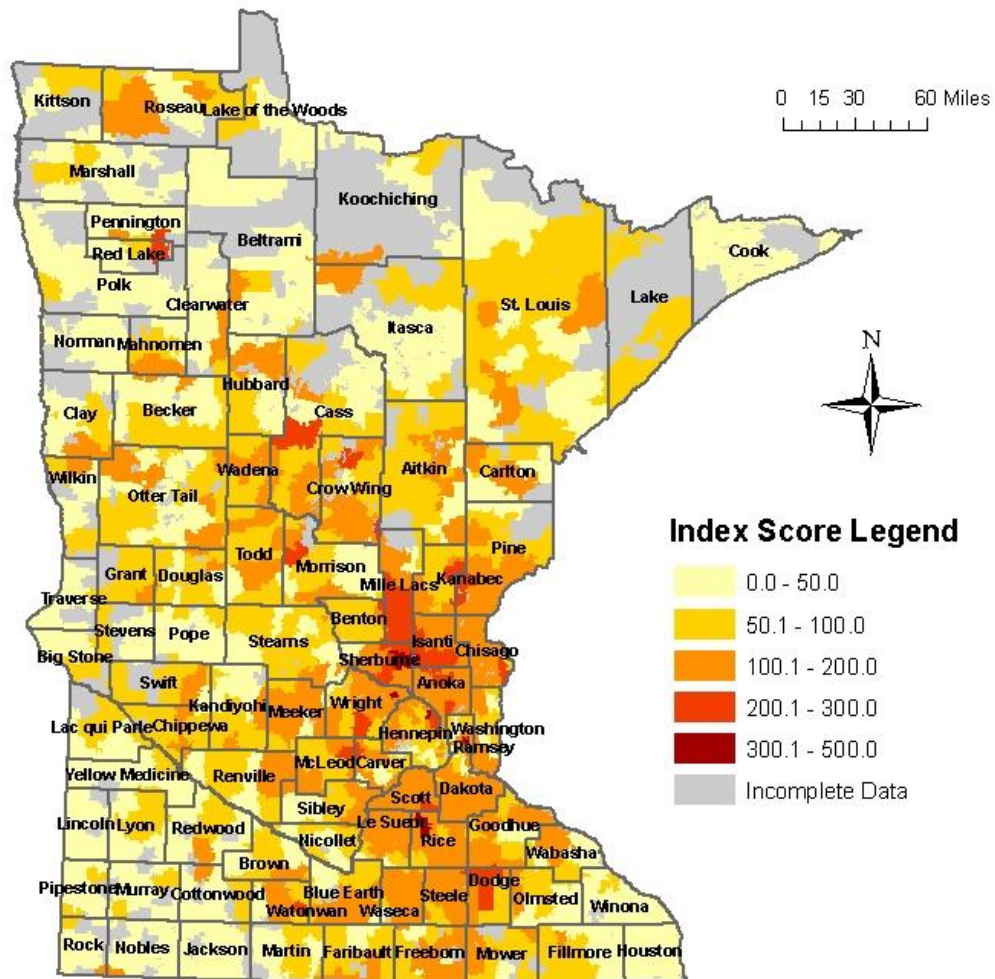 Kittson
Roseau
Lake of the Woods
0 15 30 60 Miles
Marshall
Koochiching
Pennington
Beltrami
Cook
Red Lake
Polk
Clearwater
St. Louis
Lake
Itasca
Norman
Mahnomen
N
Hubbard
Clay
Becker
Cass
Wadena
Aitkin
Carlton
Wilkin
Otter Tail
Crow Wing
Index Score Legend
Todd
Morrison
Pine
Grant
Douglas
Mille Lacs
Kanabec
0.0 - 50.0
Traverse
Benton
50.1 - 100.0
Stevens
Pope
Stearns
Isanti
Big Stone
Sherburne
Chisago
100.1 - 200.0
Swift
Anoka
Kandiyohi
Meeker
Wright
200.1 - 300.0
Lac qui Parle
Chippewa
Hennepin
Washington
Ramsey
300.1 - 500.0
Yellow Medicine
Renville
McLeod
Carver
Incomplete Data
Scott
Dakota
Sibley
Lincoln
Lyon
Redwood
Le Sueur
Goodhue
Nicollet
Rice
Wabasha
Brown
Pipestone
Murray
Cottonwood
Blue Earth
Steele
Dodge
Olmsted
Winona
Watonwan
Waseca
Rock
Nobles
Jackson
Martin
Faribault
Freeborn
Mower
Fillmore
Houston